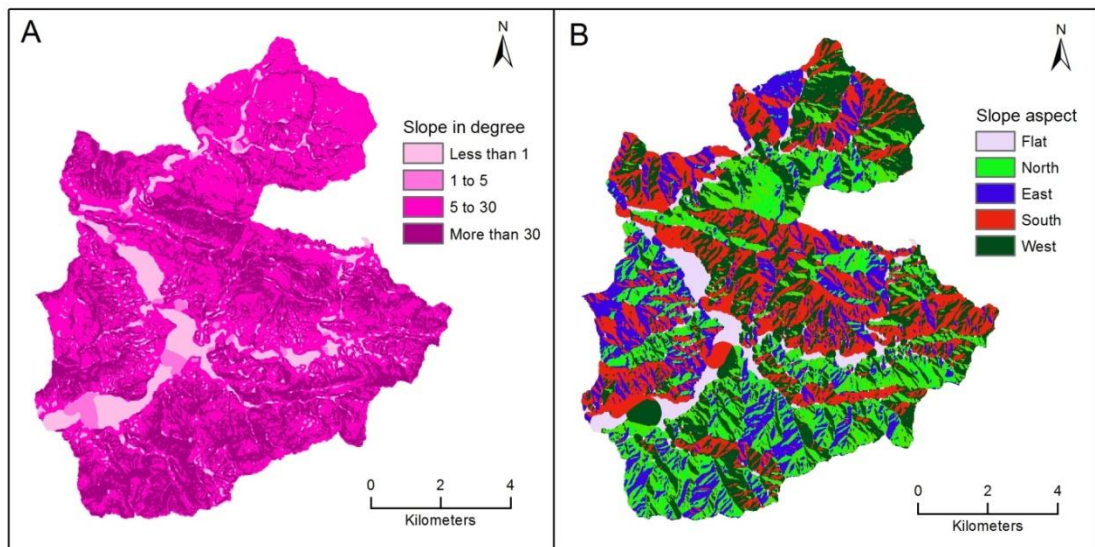 A
N
Slope in degree
Less than 1
1 to 5
5 to 30
More than 30
0 2 4
Kilometers
B
N
Slope aspect
Flat
North
East
South
West
0 2 4
Kilometers